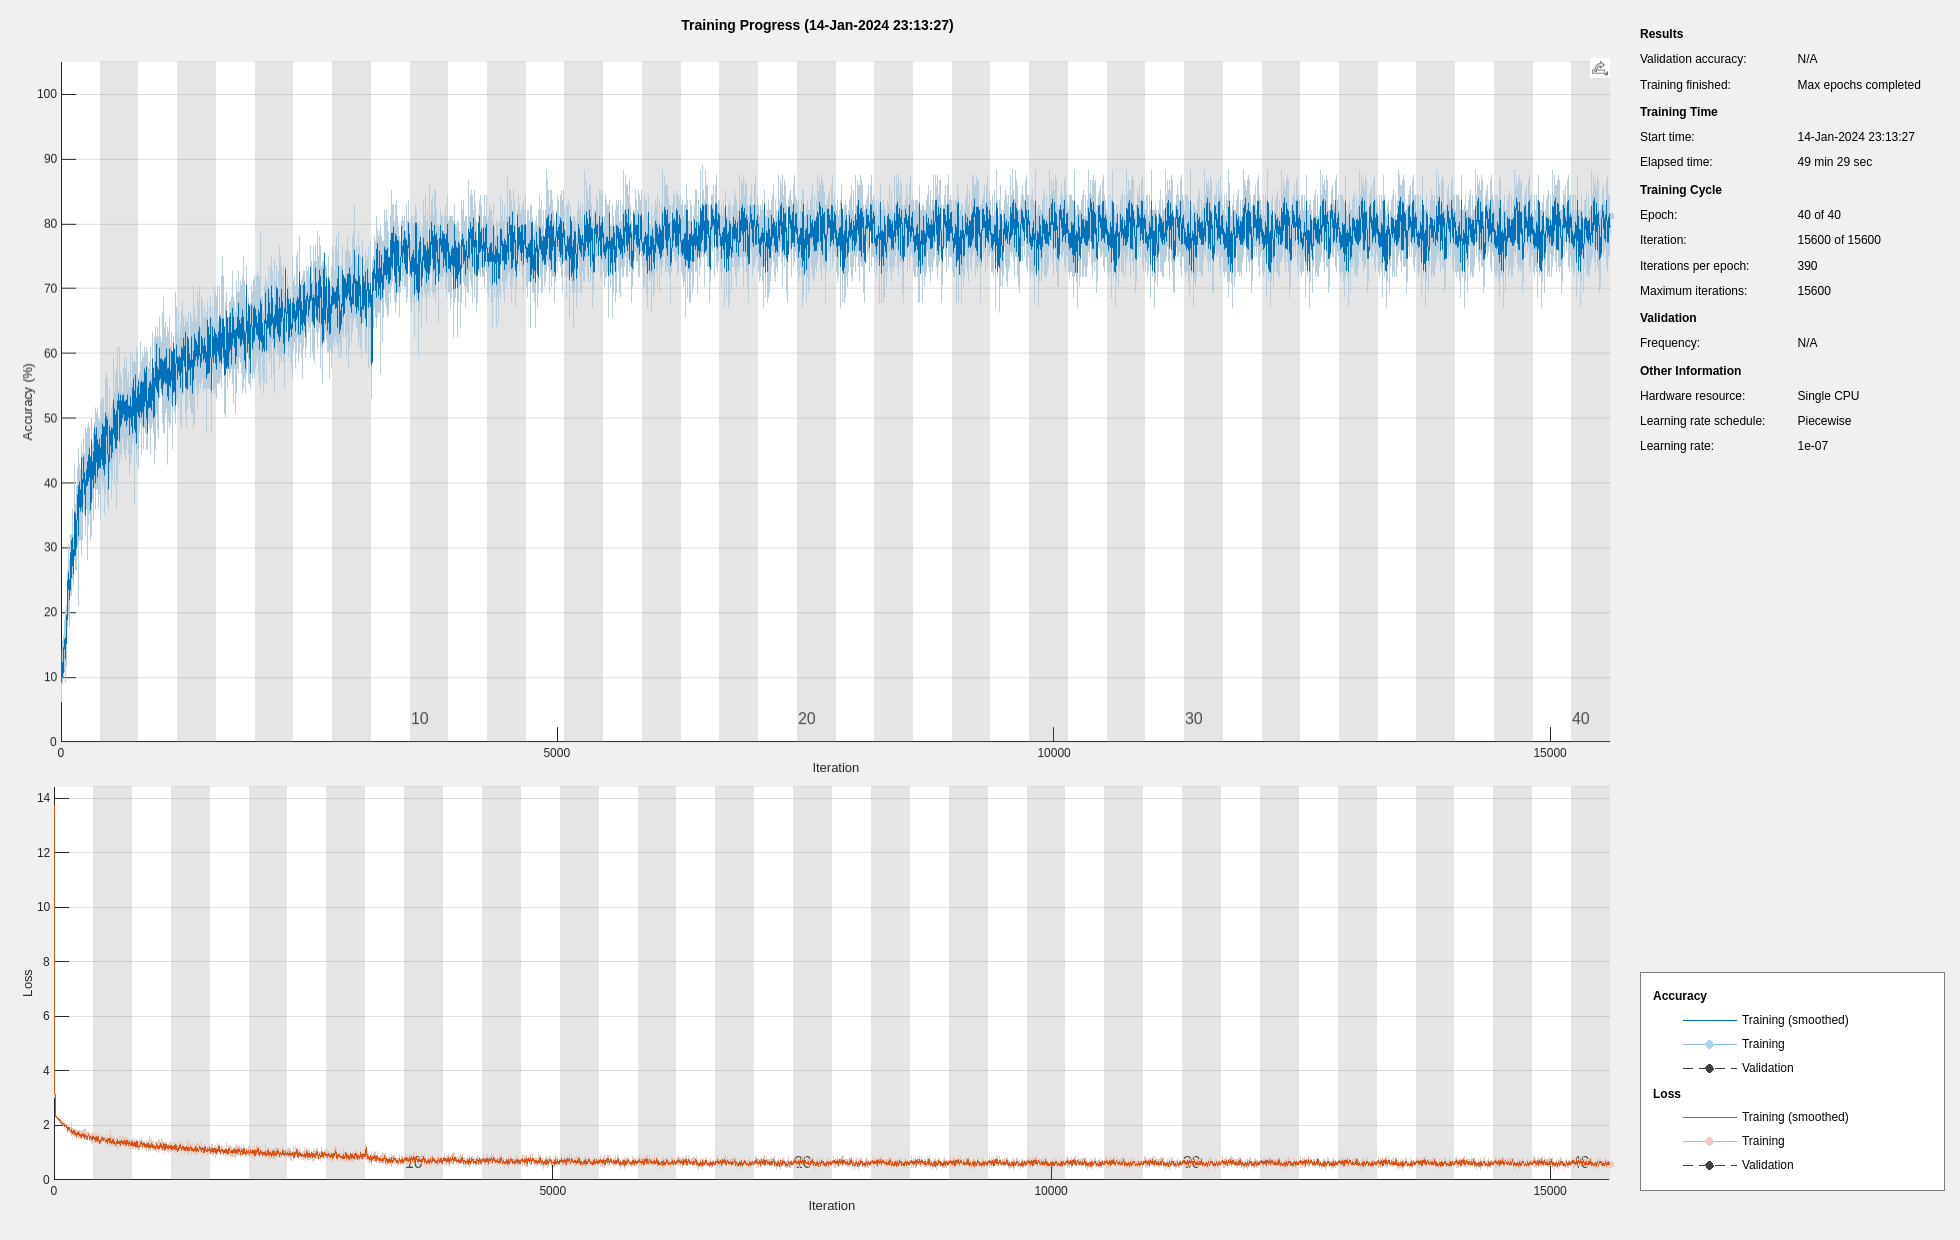 Training Progress (14-Jan-2024 23:13:27)
100
90
80
70
60
50
40
30
20
10
0
Accuracy (%)
10
20
30
40
0
5000
10000
15000
Iteration
14
12
10
8
6
4
2
0
Loss
10
20
30
40
0
5000
10000
15000
Iteration
Results
Validation accuracy: N/A
Training finished: Max epochs completed
Training Time
Start time: 14-Jan-2024 23:13:27
Elapsed time: 49 min 29 sec
Training Cycle
Epoch: 40 of 40
Iteration: 15600 of 15600
Iterations per epoch: 390
Maximum iterations: 15600
Validation
Frequency: N/A
Other Information
Hardware resource: Single CPU
Learning rate schedule: Piecewise
Learning rate: 1e-07
Accuracy
Training (smoothed)
Training
Validation
Loss
Training (smoothed)
Training
Validation